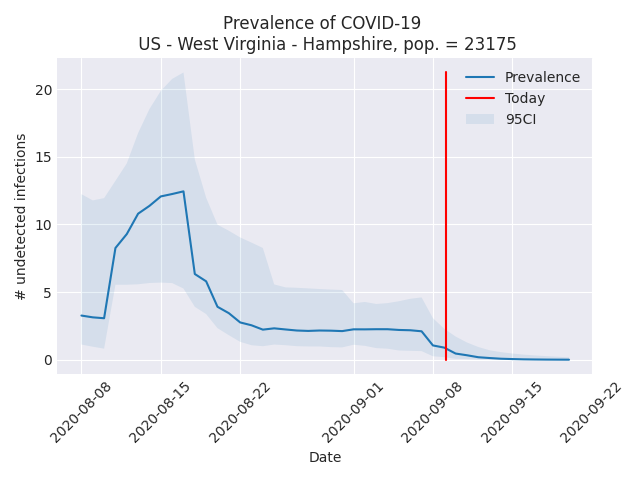 Prevalence of COVID-19
US - West Virginia - Hampshire, pop. = 23175
Prevalence
Today
95CI
# undetected infections
20
15
10
5
0
2020-08-08
2020-08-15
2020-08-22
2020-09-01
2020-09-08
2020-09-15
2020-09-22
Date